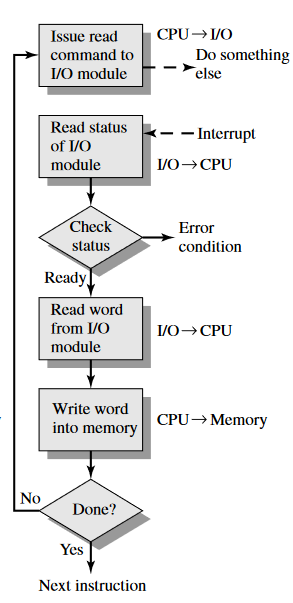 Issue read
command to
I/O module
CPU→I/O
Do something
else
Read status
of I/O
module
Interrupt
I/O→CPU
Check
status
Error
condition
Ready
Read word
from I/O
module
I/O→CPU
Write word
into memory
CPU→Memory
No
Done?
Yes
Next instruction